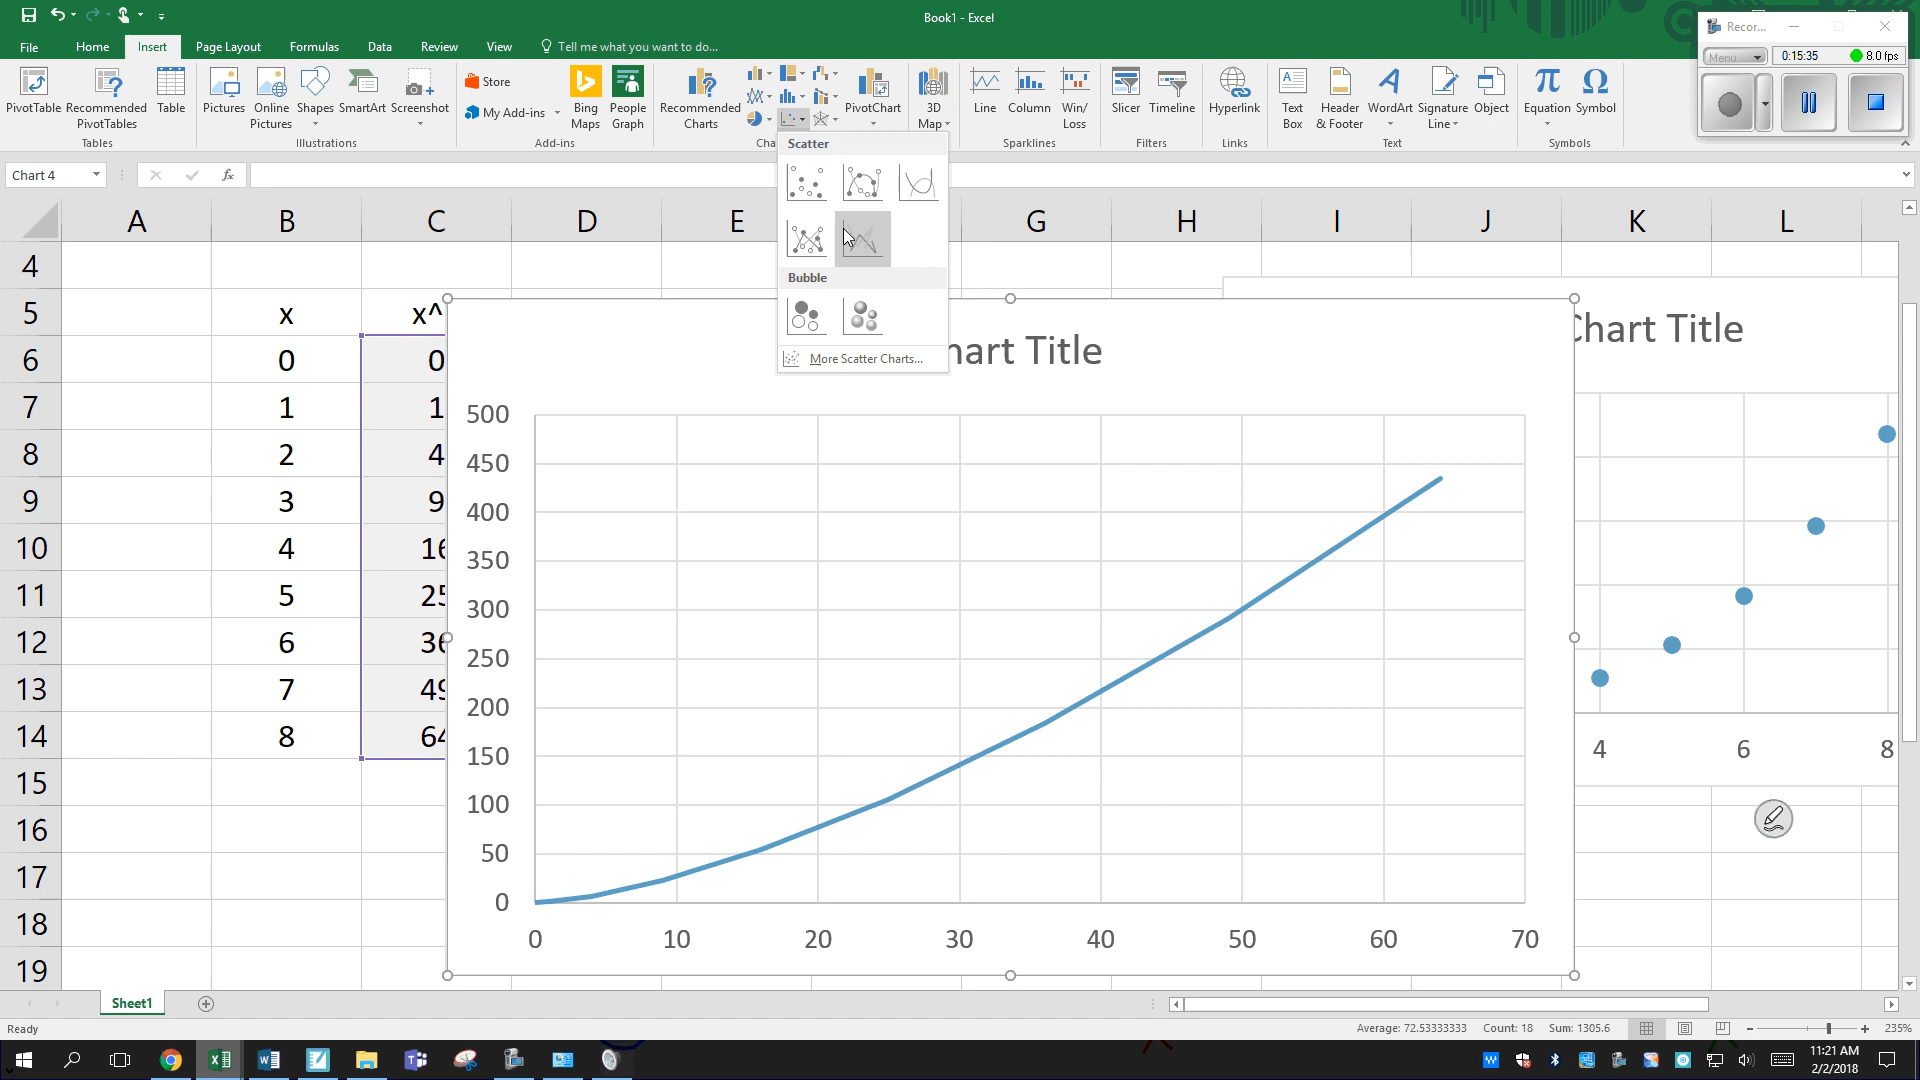 Book1 - Excel
Recor...
File Home Insert Page Layout Formulas Data Review View Tell me what you want to do...
Menu 0:15:35 8.0 fps
PivotTable Recommended PivotTables Table
Tables
Pictures Online Pictures Shapes SmartArt Screenshot
Illustrations
Store
My Add-ins
Bing Maps People Graph
Add-ins
Recommended Charts
PivotChart
3D Map
Cha
Line Column Win/Loss
Sparklines
Slicer Timeline
Filters
Hyperlink
Links
Text Box Header & Footer WordArt Signature Line Object
Text
Equation Symbol
Symbols
Scatter
Bubble
More Scatter Charts...
Chart 4 fx
A B C D E G H I J K L
4
5 x x^
6 0 0
7 1 1
8 2 4
9 3 9
10 4 16
11 5 25
12 6 36
13 7 49
14 8 64
15
16
17
18
19
hart Title
500
450
400
350
300
250
200
150
100
50
0
0 10 20 30 40 50 60 70
Chart Title
4 6 8
Sheet1
Ready Average: 72.53333333 Count: 18 Sum: 1305.6 235%
11:21 AM
2/2/2018